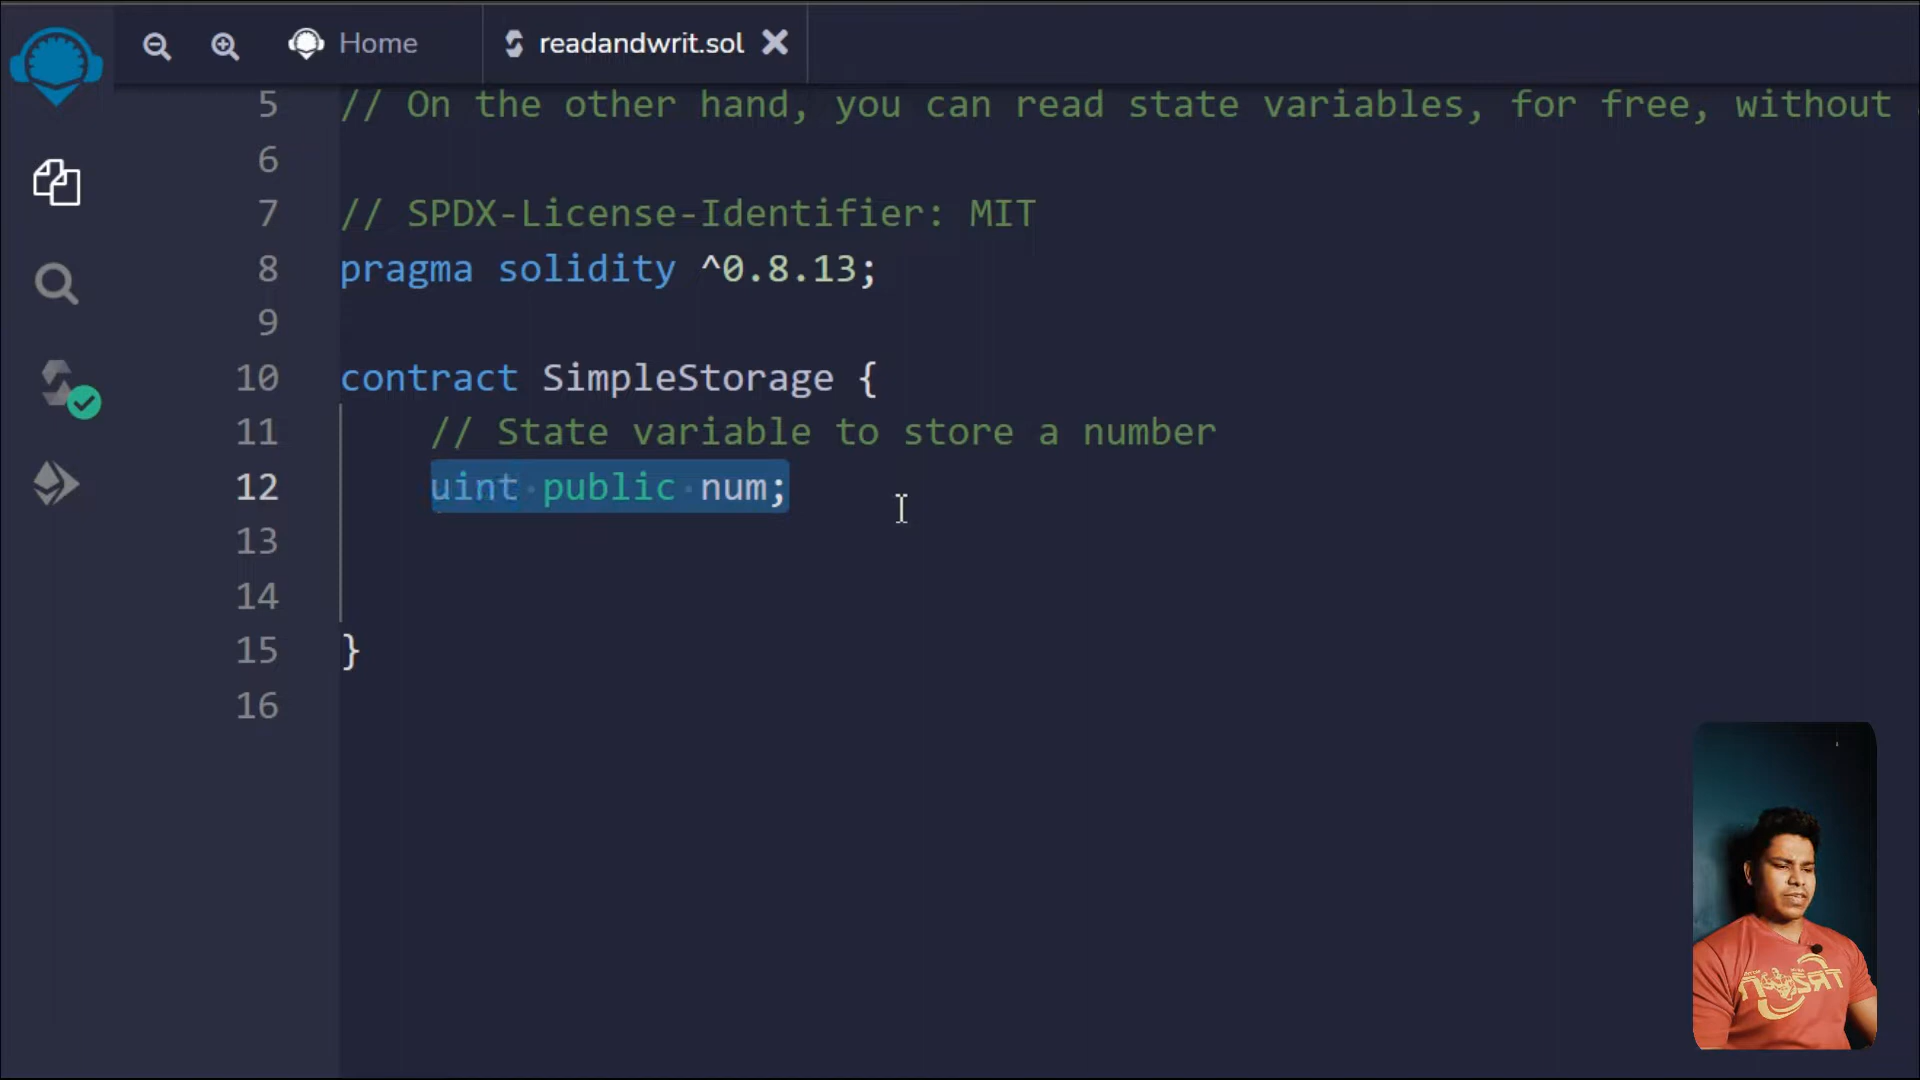 Home
readandwrit.sol
5 // On the other hand, you can read state variables, for free, without
6
7 // SPDX-License-Identifier: MIT
8 pragma solidity ^0.8.13;
9
10 contract SimpleStorage {
11 // State variable to store a number
12 uint public num;
13
14
15 }
16